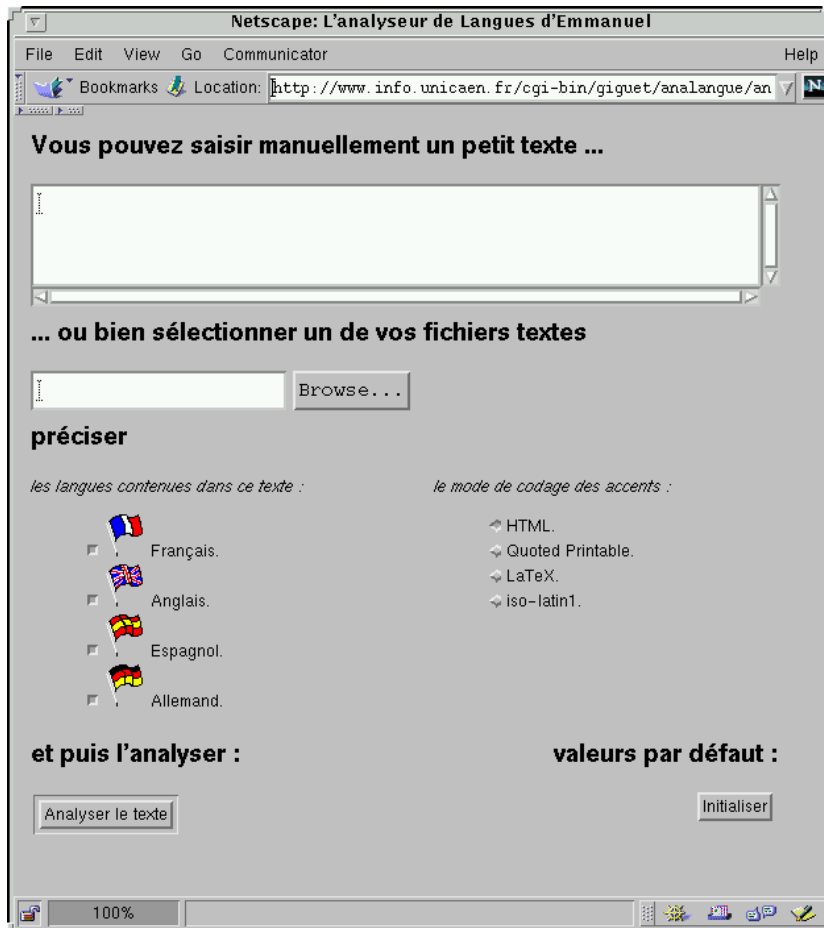 Netscape: L'analyseur de Langues d'Emmanuel
File Edit View Go Communicator Help
Bookmarks Location: http://www.info.unicaen.fr/cgi-bin/giguet/analangue/an
N
Vous pouvez saisir manuellement un petit texte ...
... ou bien sélectionner un de vos fichiers textes
Browse...
préciser
les langues contenues dans ce texte :
le mode de codage des accents :
Français.
Anglais.
Espagnol.
Allemand.
HTML.
Quoted Printable.
LaTeX.
iso-latin1.
et puis l'analyser :
valeurs par défaut :
Analyser le texte
Initialiser
100%